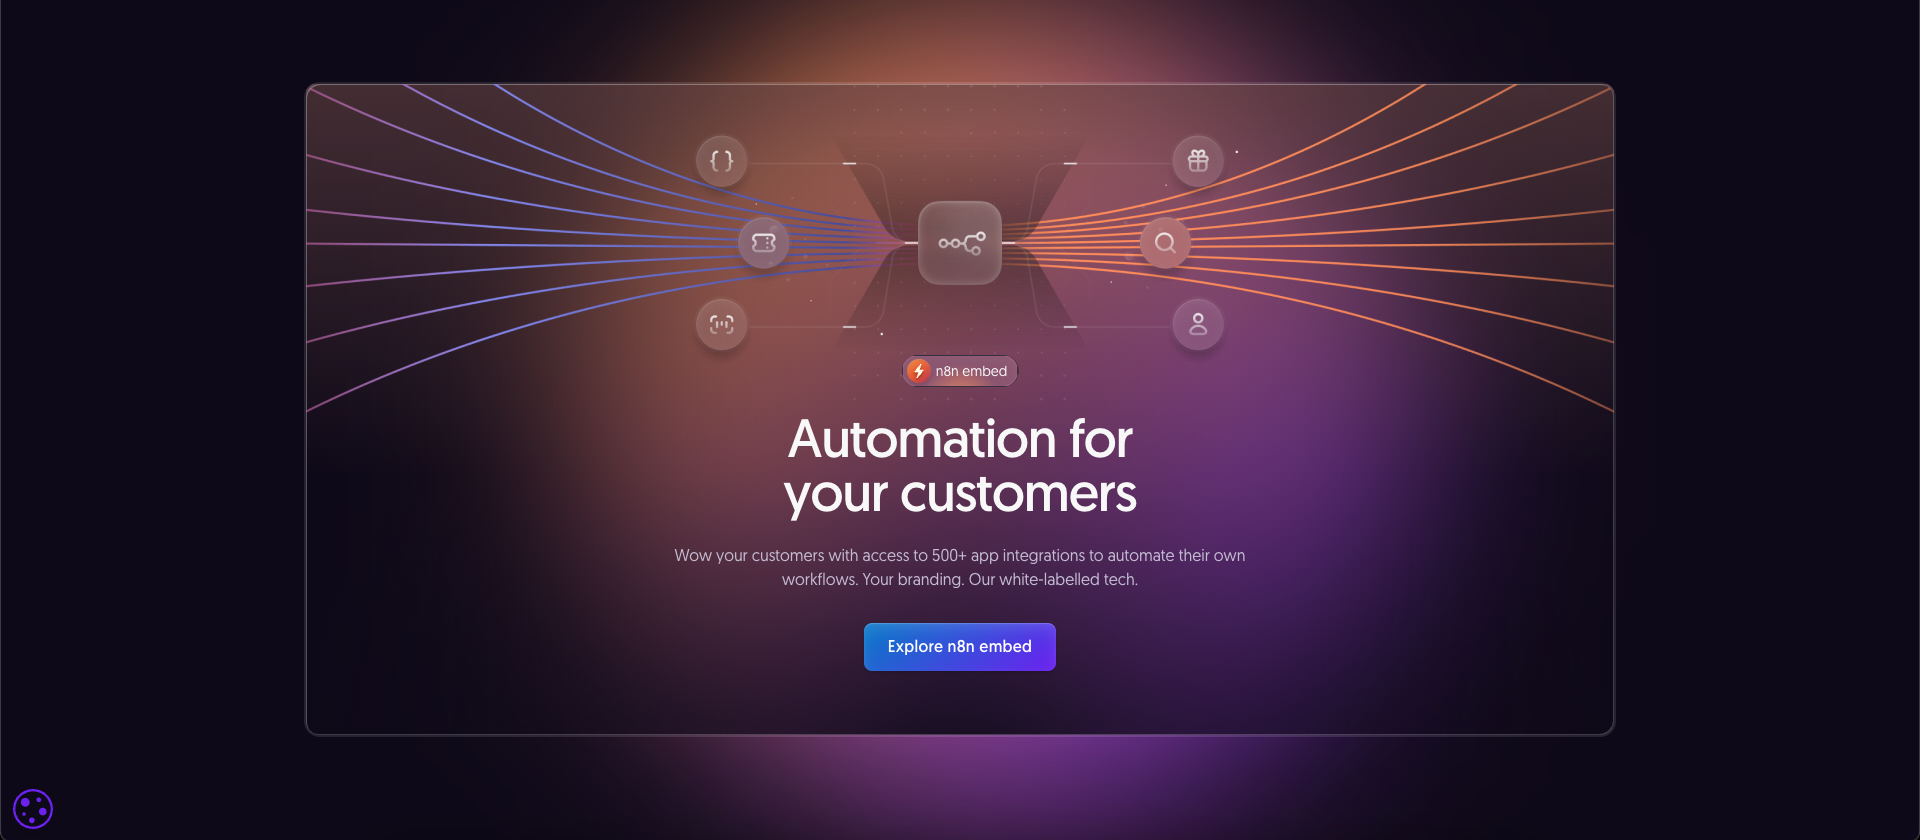 n8n embed
Automation for
your customers
Wow your customers with access to 500+ app integrations to automate their own
workflows. Your branding. Our white-labelled tech.
Explore n8n embed